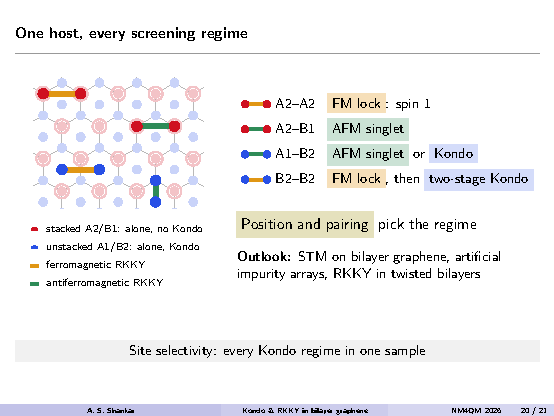 One host, every screening regime
A2–A2 FM lock : spin 1
A2–B1 AFM singlet
A1–B2 AFM singlet or Kondo
B2–B2 FM lock , then two-stage Kondo
stacked A2/B1: alone, no Kondo
unstacked A1/B2: alone, Kondo
ferromagnetic RKKY
antiferromagnetic RKKY
Position and pairing pick the regime
Outlook: STM on bilayer graphene, artificial
impurity arrays, RKKY in twisted bilayers
Site selectivity: every Kondo regime in one sample
A. S. Shankar Kondo & RKKY in bilayer graphene NM4QM 2026 20 / 21